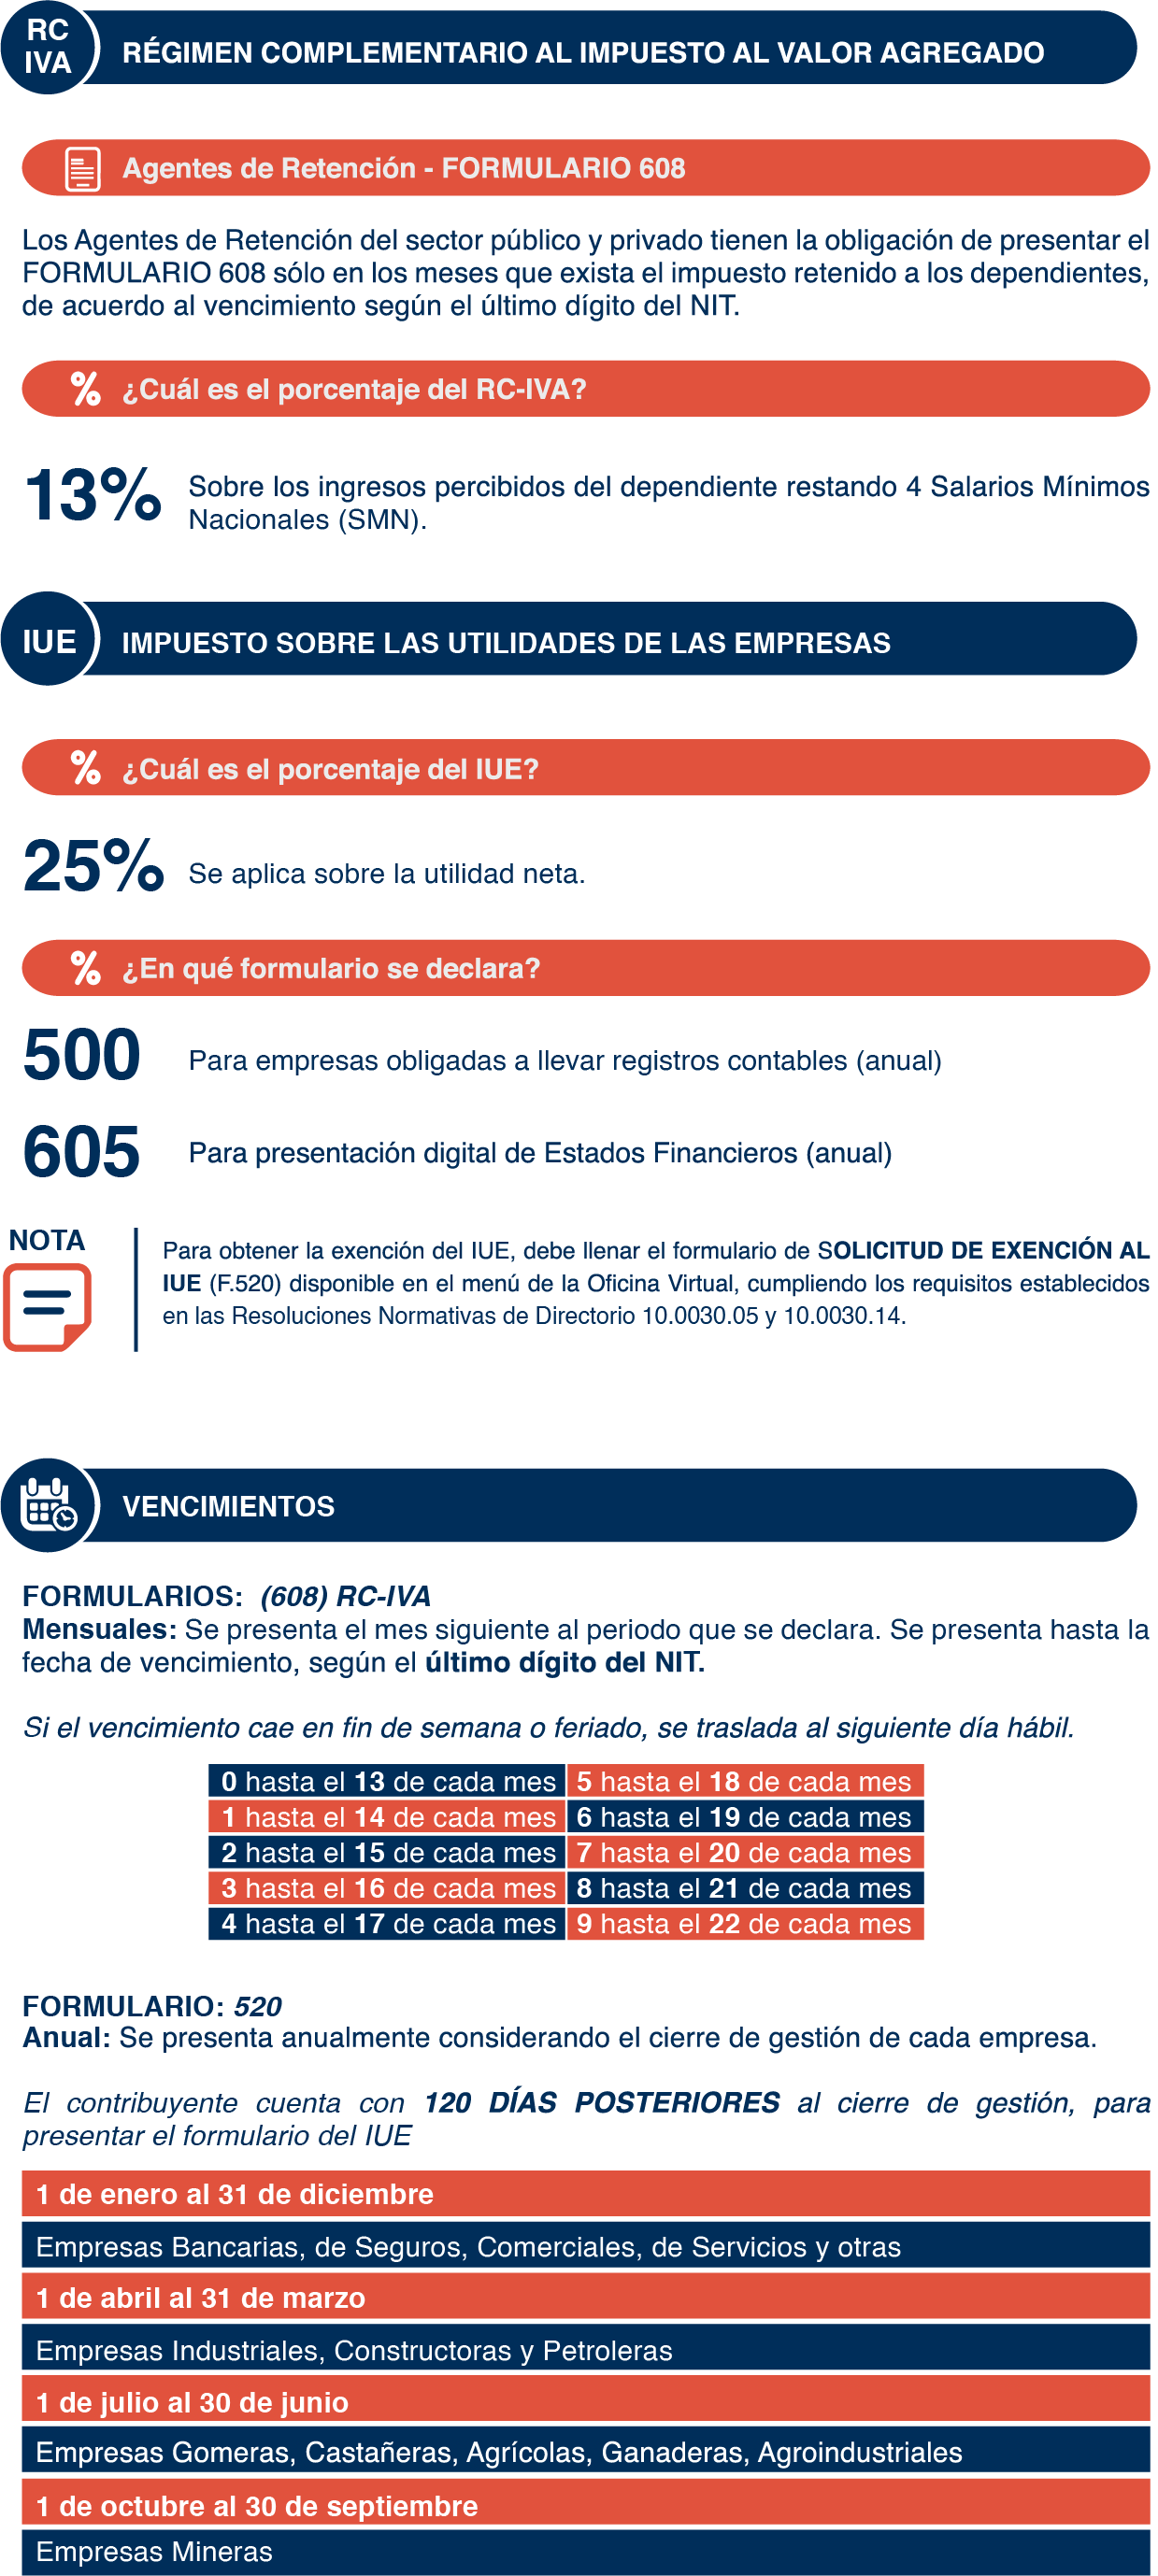 RC
IVA
RÉGIMEN COMPLEMENTARIO AL IMPUESTO AL VALOR AGREGADO
Agentes de Retención - FORMULARIO 608
Los Agentes de Retención del sector público y privado tienen la obligación de presentar el
FORMULARIO 608 sólo en los meses que exista el impuesto retenido a los dependientes,
de acuerdo al vencimiento según el último dígito del NIT.
% ¿Cuál es el porcentaje del RC-IVA?
13% Sobre los ingresos percibidos del dependiente restando 4 Salarios Mínimos
Nacionales (SMN).
IUE IMPUESTO SOBRE LAS UTILIDADES DE LAS EMPRESAS
% ¿Cuál es el porcentaje del IUE?
25% Se aplica sobre la utilidad neta.
% ¿En qué formulario se declara?
500 Para empresas obligadas a llevar registros contables (anual)
605 Para presentación digital de Estados Financieros (anual)
NOTA
Para obtener la exención del IUE, debe llenar el formulario de SOLICITUD DE EXENCIÓN AL
IUE (F.520) disponible en el menú de la Oficina Virtual, cumpliendo los requisitos establecidos
en las Resoluciones Normativas de Directorio 10.0030.05 y 10.0030.14.
VENCIMIENTOS
FORMULARIOS: (608) RC-IVA
Mensuales: Se presenta el mes siguiente al periodo que se declara. Se presenta hasta la
fecha de vencimiento, según el último dígito del NIT.
Si el vencimiento cae en fin de semana o feriado, se traslada al siguiente día hábil.
0 hasta el 13 de cada mes 5 hasta el 18 de cada mes
1 hasta el 14 de cada mes 6 hasta el 19 de cada mes
2 hasta el 15 de cada mes 7 hasta el 20 de cada mes
3 hasta el 16 de cada mes 8 hasta el 21 de cada mes
4 hasta el 17 de cada mes 9 hasta el 22 de cada mes
FORMULARIO: 520
Anual: Se presenta anualmente considerando el cierre de gestión de cada empresa.
El contribuyente cuenta con 120 DÍAS POSTERIORES al cierre de gestión, para
presentar el formulario del IUE
1 de enero al 31 de diciembre
Empresas Bancarias, de Seguros, Comerciales, de Servicios y otras
1 de abril al 31 de marzo
Empresas Industriales, Constructoras y Petroleras
1 de julio al 30 de junio
Empresas Gomeras, Castañeras, Agrícolas, Ganaderas, Agroindustriales
1 de octubre al 30 de septiembre
Empresas Mineras